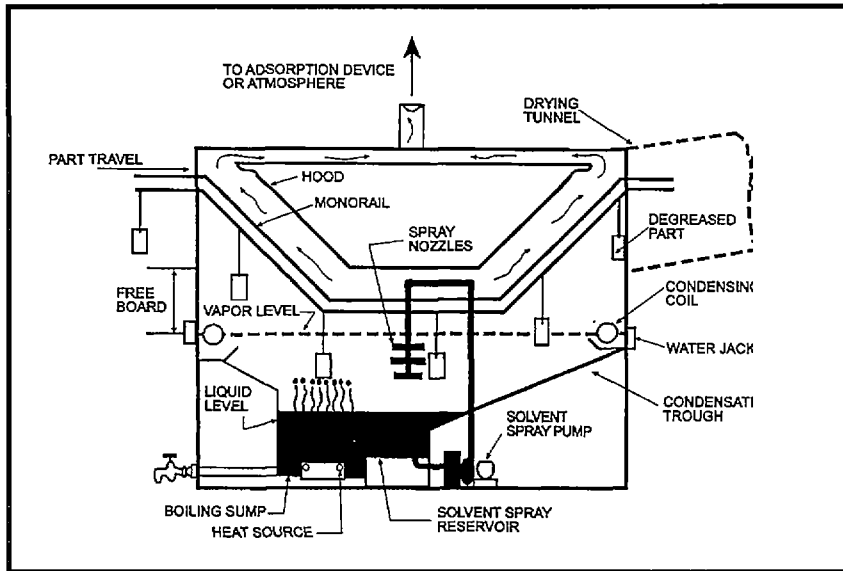 TO ADSORPTION DEVICE
OR ATMOSPHERE
DRYING
TUNNEL
PART TRAVEL
HOOD
MONORAIL
SPRAY
NOZZLES
DEGREASED
PART
FREE
BOARD
VAPOR LEVEL
CONDENSING
COIL
WATER JACK
LIQUID
LEVEL
CONDENSATI
TROUGH
SOLVENT
SPRAY PUMP
BOILING SUMP
HEAT SOURCE
SOLVENT SPRAY
RESERVOIR